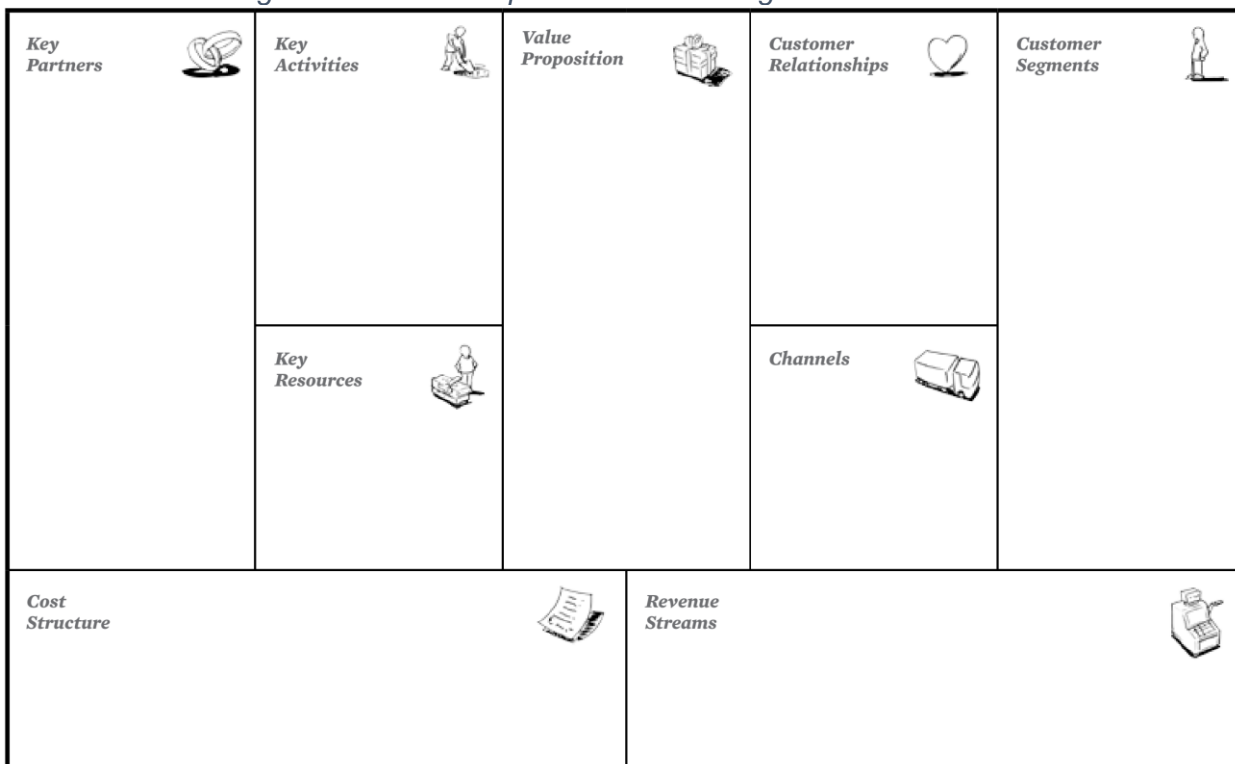 Key
Partners
Key
Activities
Value
Proposition
Customer
Relationships
Customer
Segments
Key
Resources
Channels
Cost
Structure
Revenue
Streams